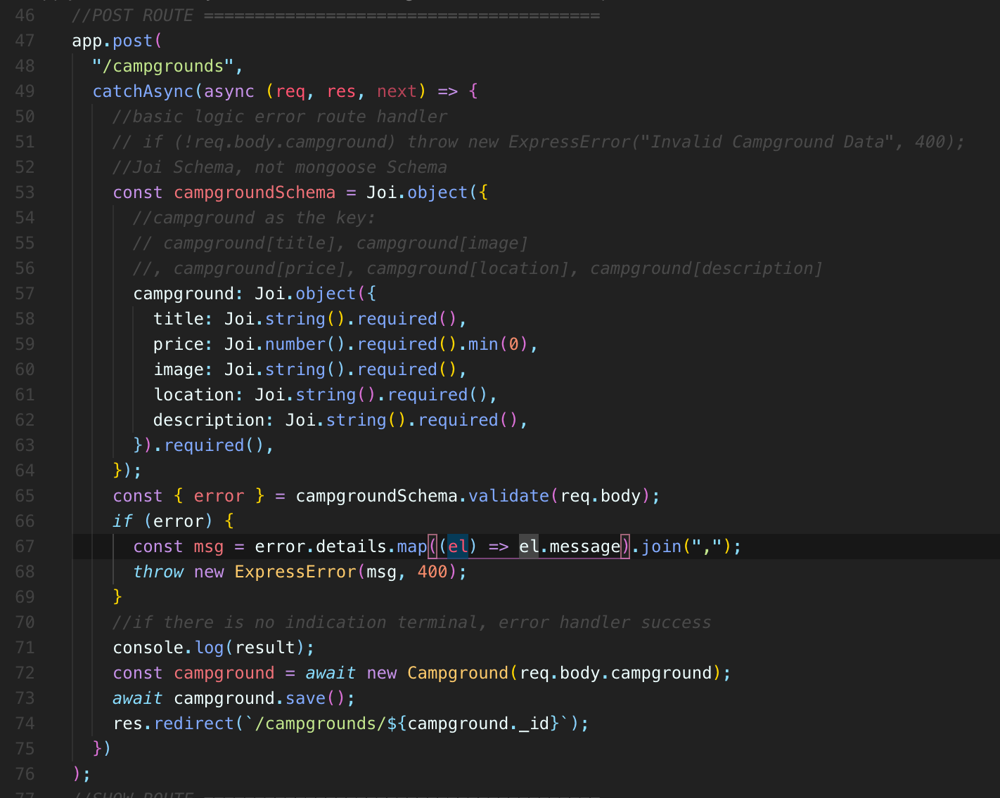 46 //POST ROUTE =======================================
47 app.post(
48 "/campgrounds",
49 catchAsync(async (req, res, next) => {
50 //basic logic error route handler
51 // if (!req.body.campground) throw new ExpressError("Invalid Campground Data", 400);
52 //Joi Schema, not mongoose Schema
53 const campgroundSchema = Joi.object({
54 //campground as the key:
55 // campground[title], campground[image]
56 //, campground[price], campground[location], campground[description]
57 campground: Joi.object({
58 title: Joi.string().required(),
59 price: Joi.number().required().min(0),
60 image: Joi.string().required(),
61 location: Joi.string().required(),
62 description: Joi.string().required(),
63 }).required(),
64 });
65 const { error } = campgroundSchema.validate(req.body);
66 if (error) {
67 const msg = error.details.map((el) => el.message).join(",");
68 throw new ExpressError(msg, 400);
69 }
70 //if there is no indication terminal, error handler success
71 console.log(result);
72 const campground = await new Campground(req.body.campground);
73 await campground.save();
74 res.redirect(`/campgrounds/${campground._id}`);
75 })
76 );
77 //SHOW ROUTE =======================================